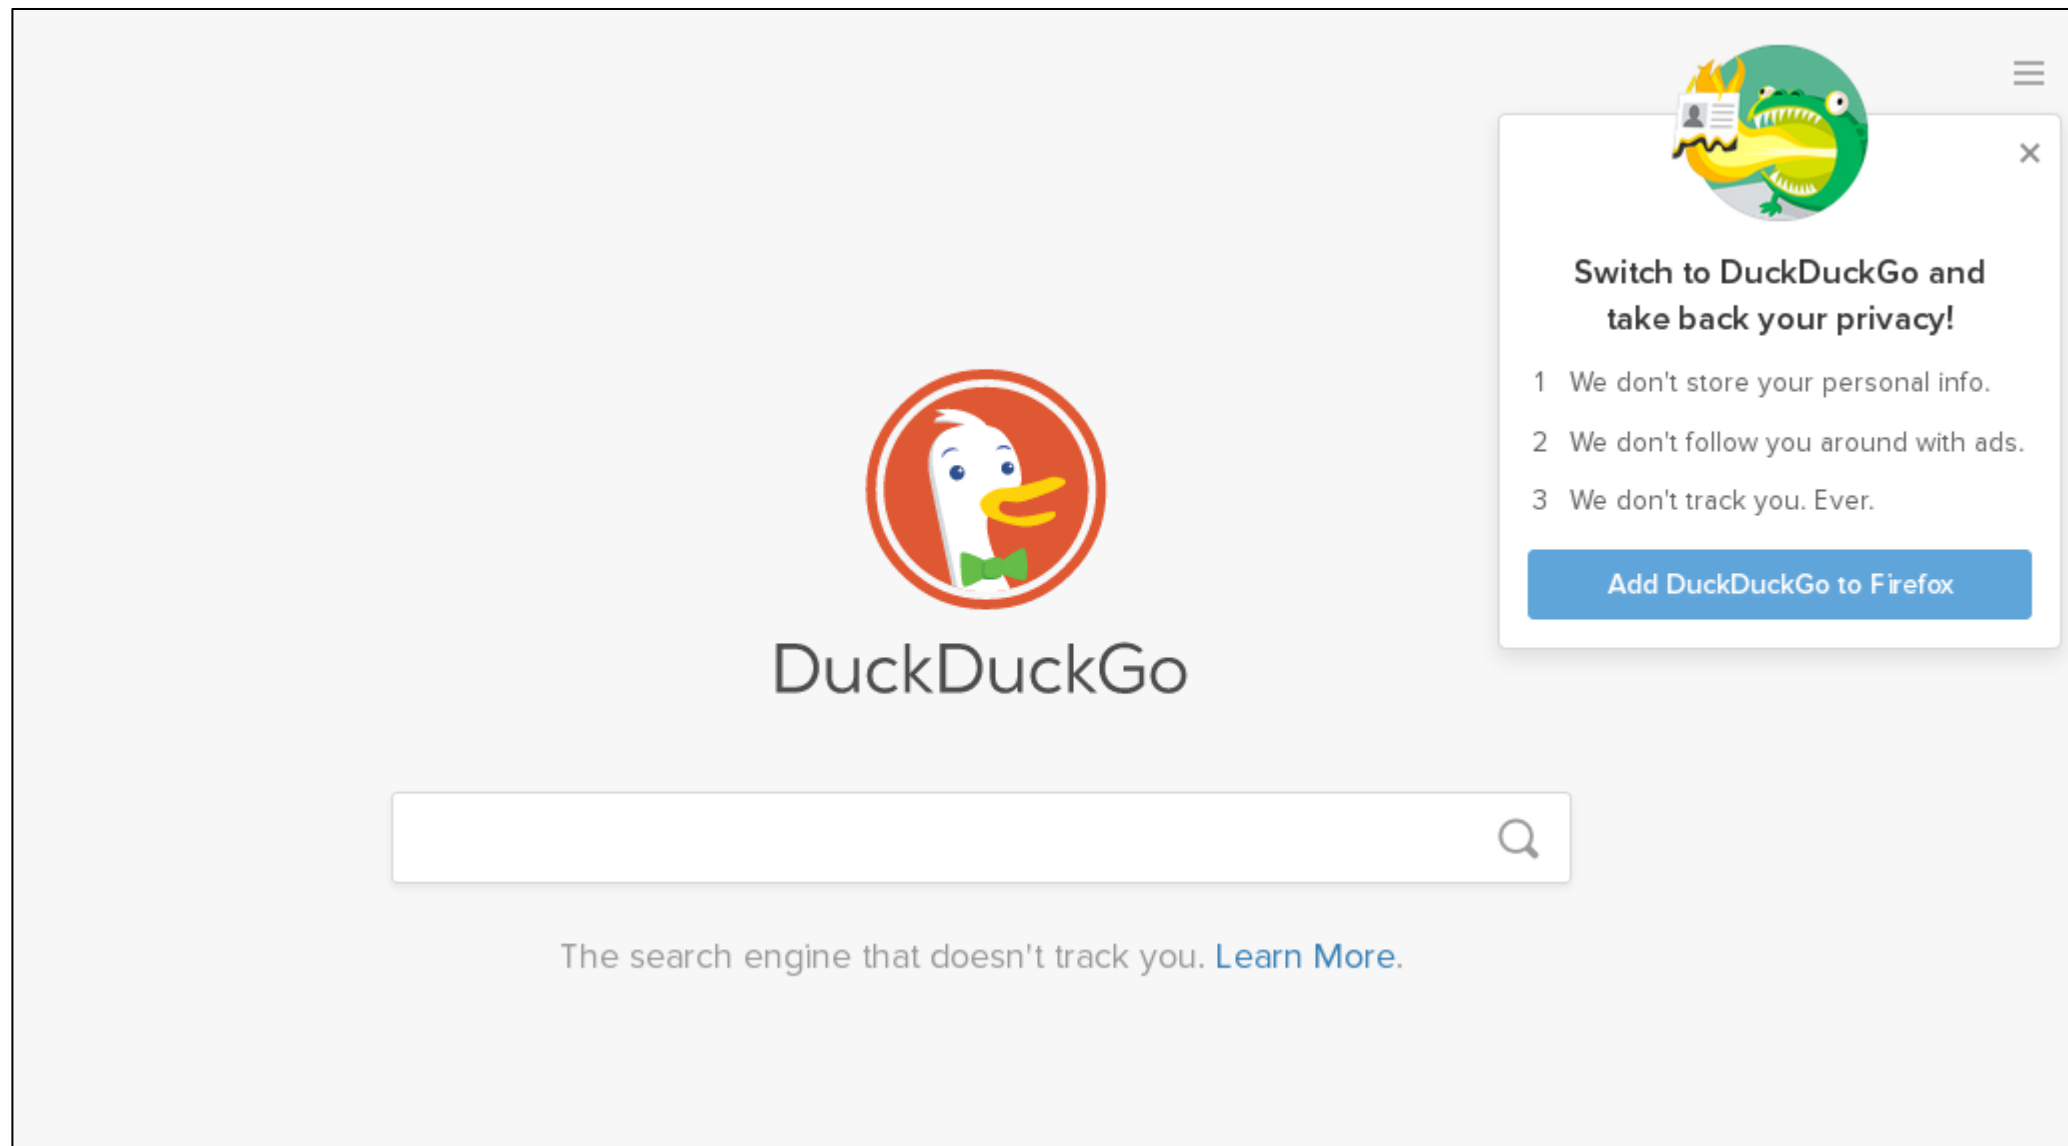 Switch to DuckDuckGo and
take back your privacy!
1 We don't store your personal info.
2 We don't follow you around with ads.
3 We don't track you. Ever.
Add DuckDuckGo to Firefox
DuckDuckGo
The search engine that doesn't track you. Learn More.